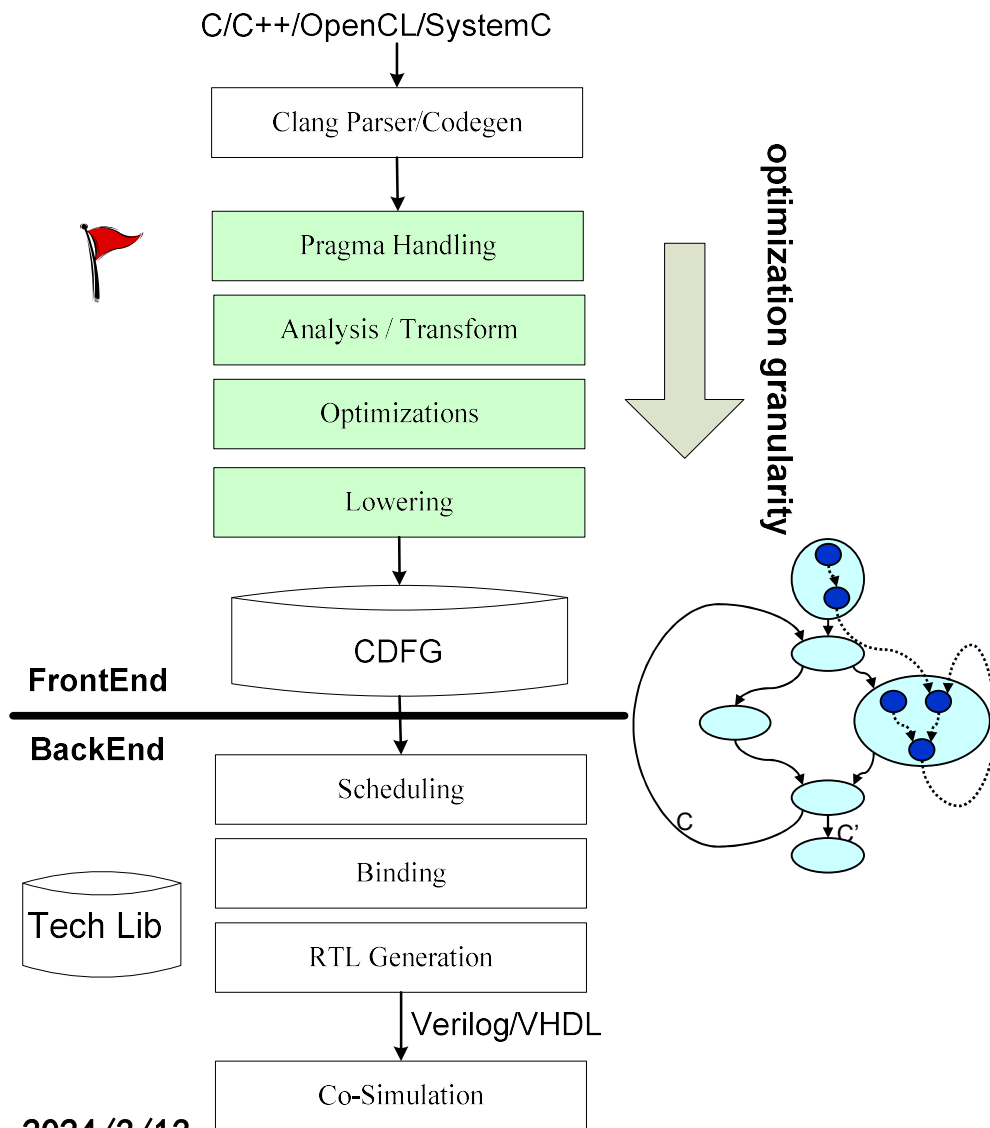 C/C++/OpenCL/SystemC
Clang Parser/Codegen
Pragma Handling
Analysis / Transform
Optimizations
Lowering
optimization granularity
CDFG
FrontEnd
BackEnd
Scheduling
Binding
Tech Lib
RTL Generation
Verilog/VHDL
Co-Simulation
C
C'